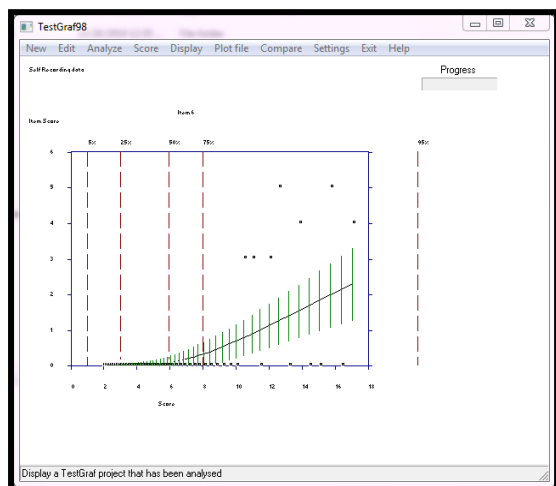 TestGraf98
New Edit Analyze Score Display Plot file Compare Settings Exit Help
Self Recording data
Progress
Item 6
Item Score
5% 25% 50% 75% 95%
6
5
4
3
2
1
0
0 2 4 6 8 10 12 14 16 18
Score
Display a TestGraf project that has been analysed